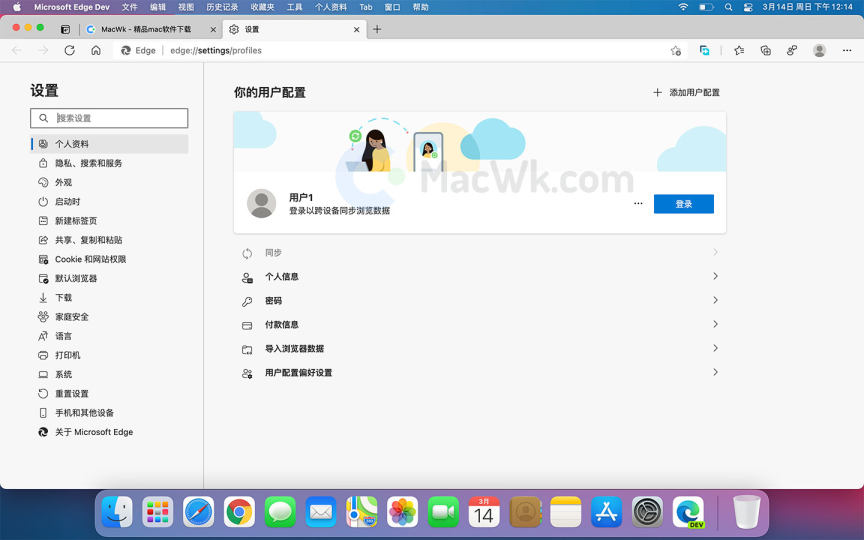 Microsoft Edge Dev 文件 编辑 视图 历史记录 收藏夹 工具 个人资料 Tab 窗口 帮助 3月14日 周日 下午12:14
MacWk - 精品mac软件下载 设置
Edge edge://settings/profiles
设置
搜索设置
个人资料
隐私、搜索和服务
外观
启动时
新建标签页
共享、复制和粘贴
Cookie 和网站权限
默认浏览器
下载
家庭安全
语言
打印机
系统
重置设置
手机和其他设备
关于 Microsoft Edge
你的用户配置
添加用户配置
MacWk.com
用户1
登录以跨设备同步浏览数据
登录
同步
个人信息
密码
付款信息
导入浏览器数据
用户配置偏好设置
3月
14
DEV